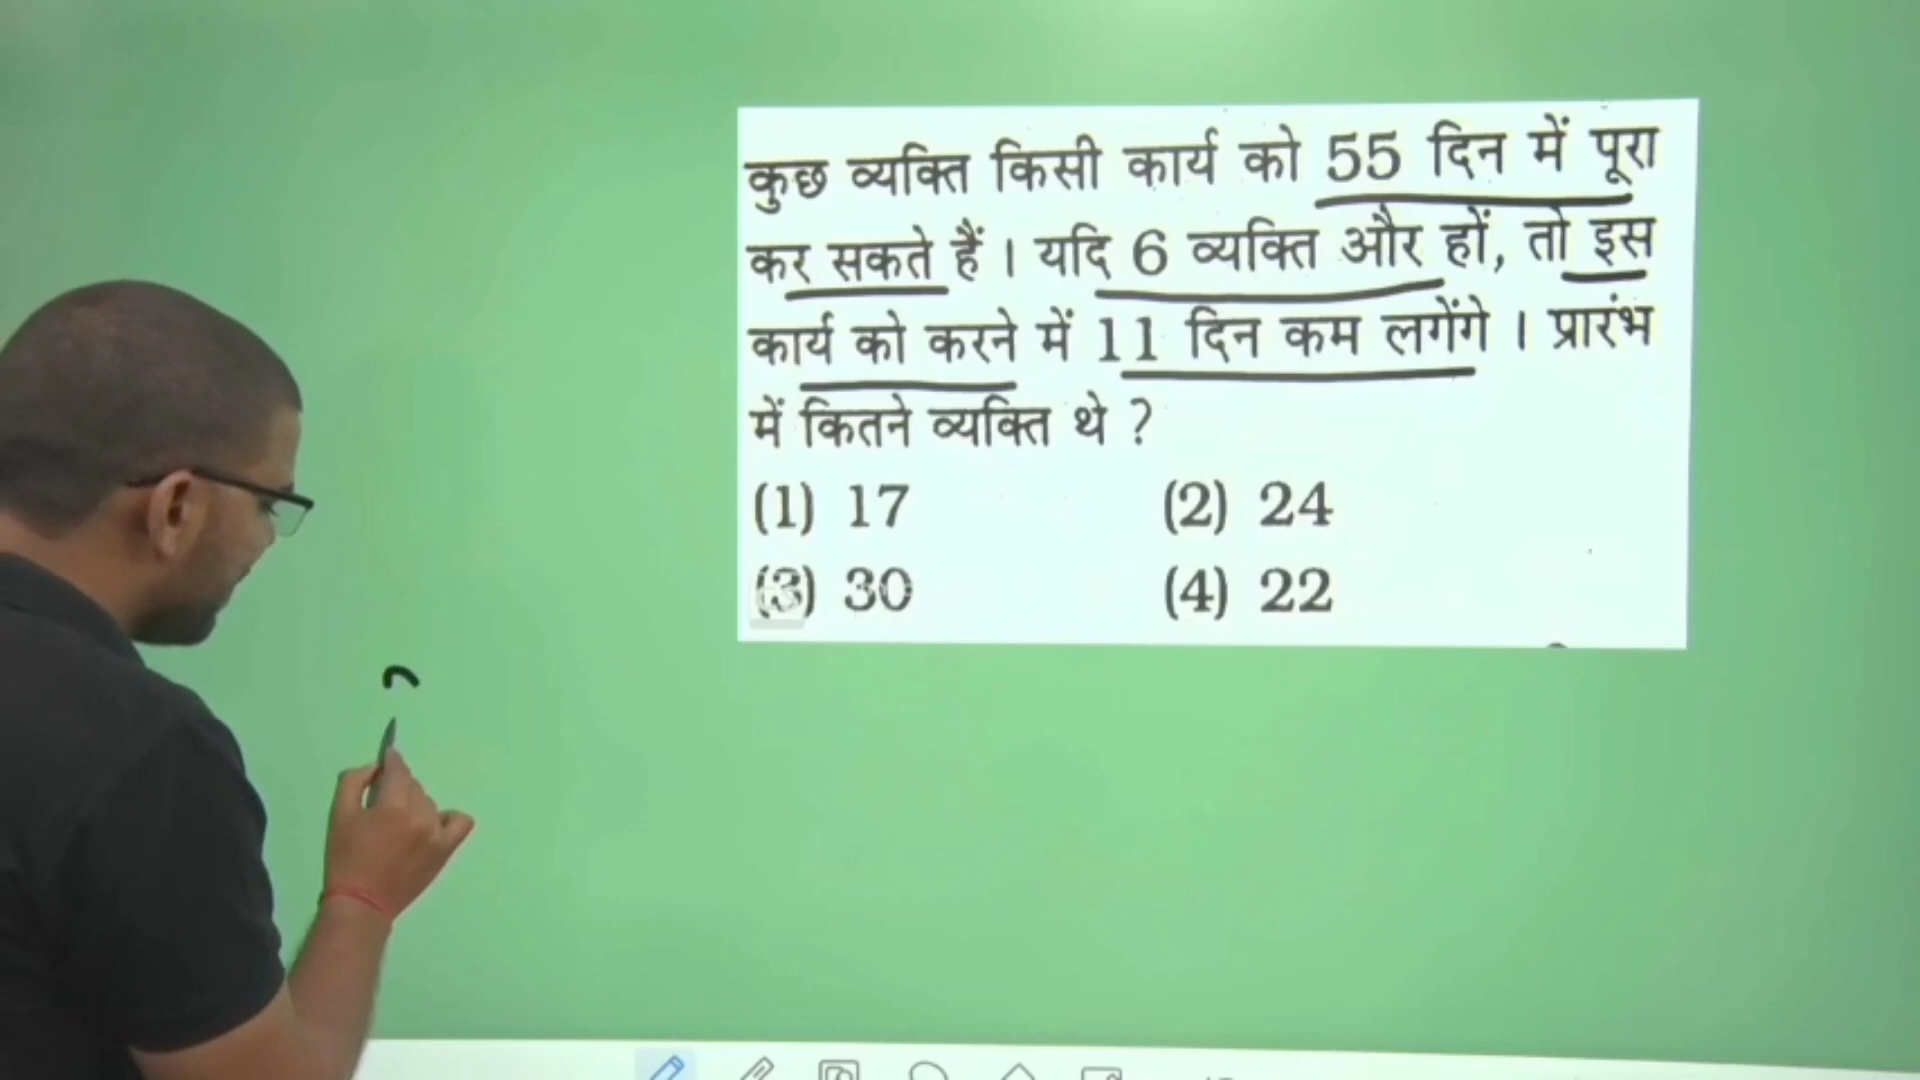 कुछ व्यक्ति किसी कार्य को 55 दिन में पूरा
कर सकते हैं । यदि 6 व्यक्ति और हों, तो इस
कार्य को करने में 11 दिन कम लगेंगे । प्रारंभ
में कितने व्यक्ति थे ?
(1) 17 (2) 24
(3) 30 (4) 22